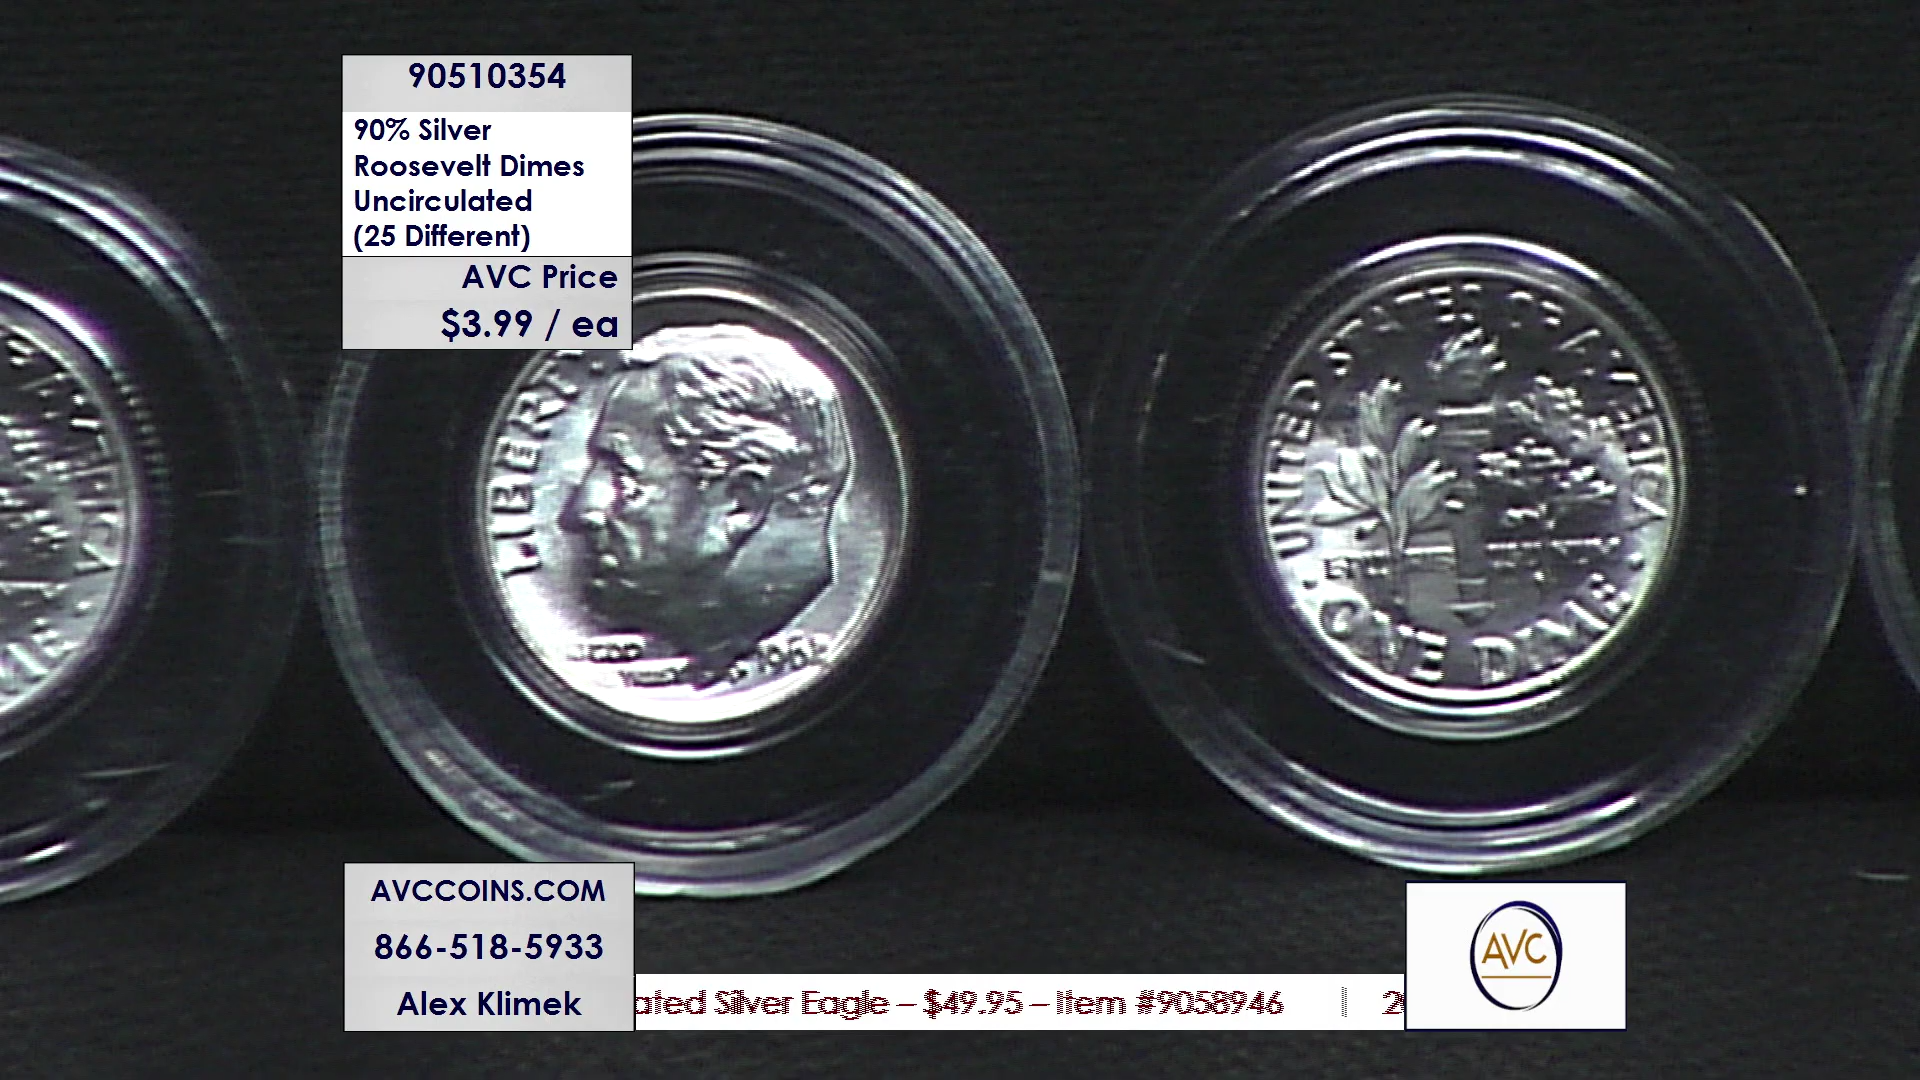 90510354
90% Silver
Roosevelt Dimes
Uncirculated
(25 Different)
AVC Price
$3.99 / ea
LIBERTY
UNITED STATES OF AMERICA
ONE DIME
AVCCOINS.COM
866-518-5933
Alex Klimek
ated Silver Eagle – $49.95 – Item #9058946 |
AVC